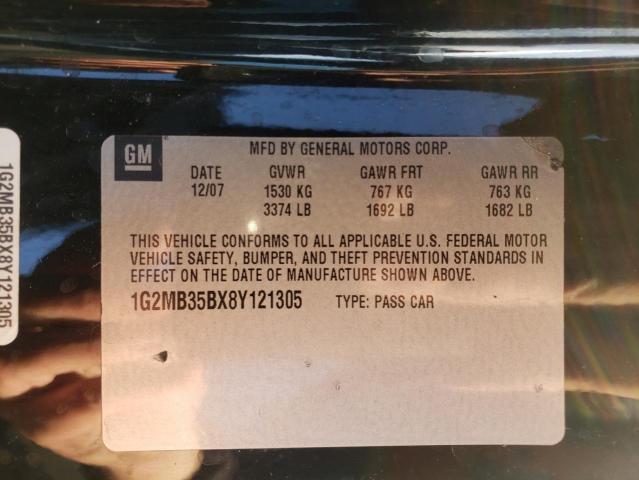 GM
MFD BY GENERAL MOTORS CORP.
DATE GVWR GAWR FRT GAWR RR
12/07 1530 KG 767 KG 763 KG
3374 LB 1692 LB 1682 LB
THIS VEHICLE CONFORMS TO ALL APPLICABLE U.S. FEDERAL MOTOR
VEHICLE SAFETY, BUMPER, AND THEFT PREVENTION STANDARDS IN
EFFECT ON THE DATE OF MANUFACTURE SHOWN ABOVE.
1G2MB35BX8Y121305 TYPE: PASS CAR
1G2MB35BX8Y121305